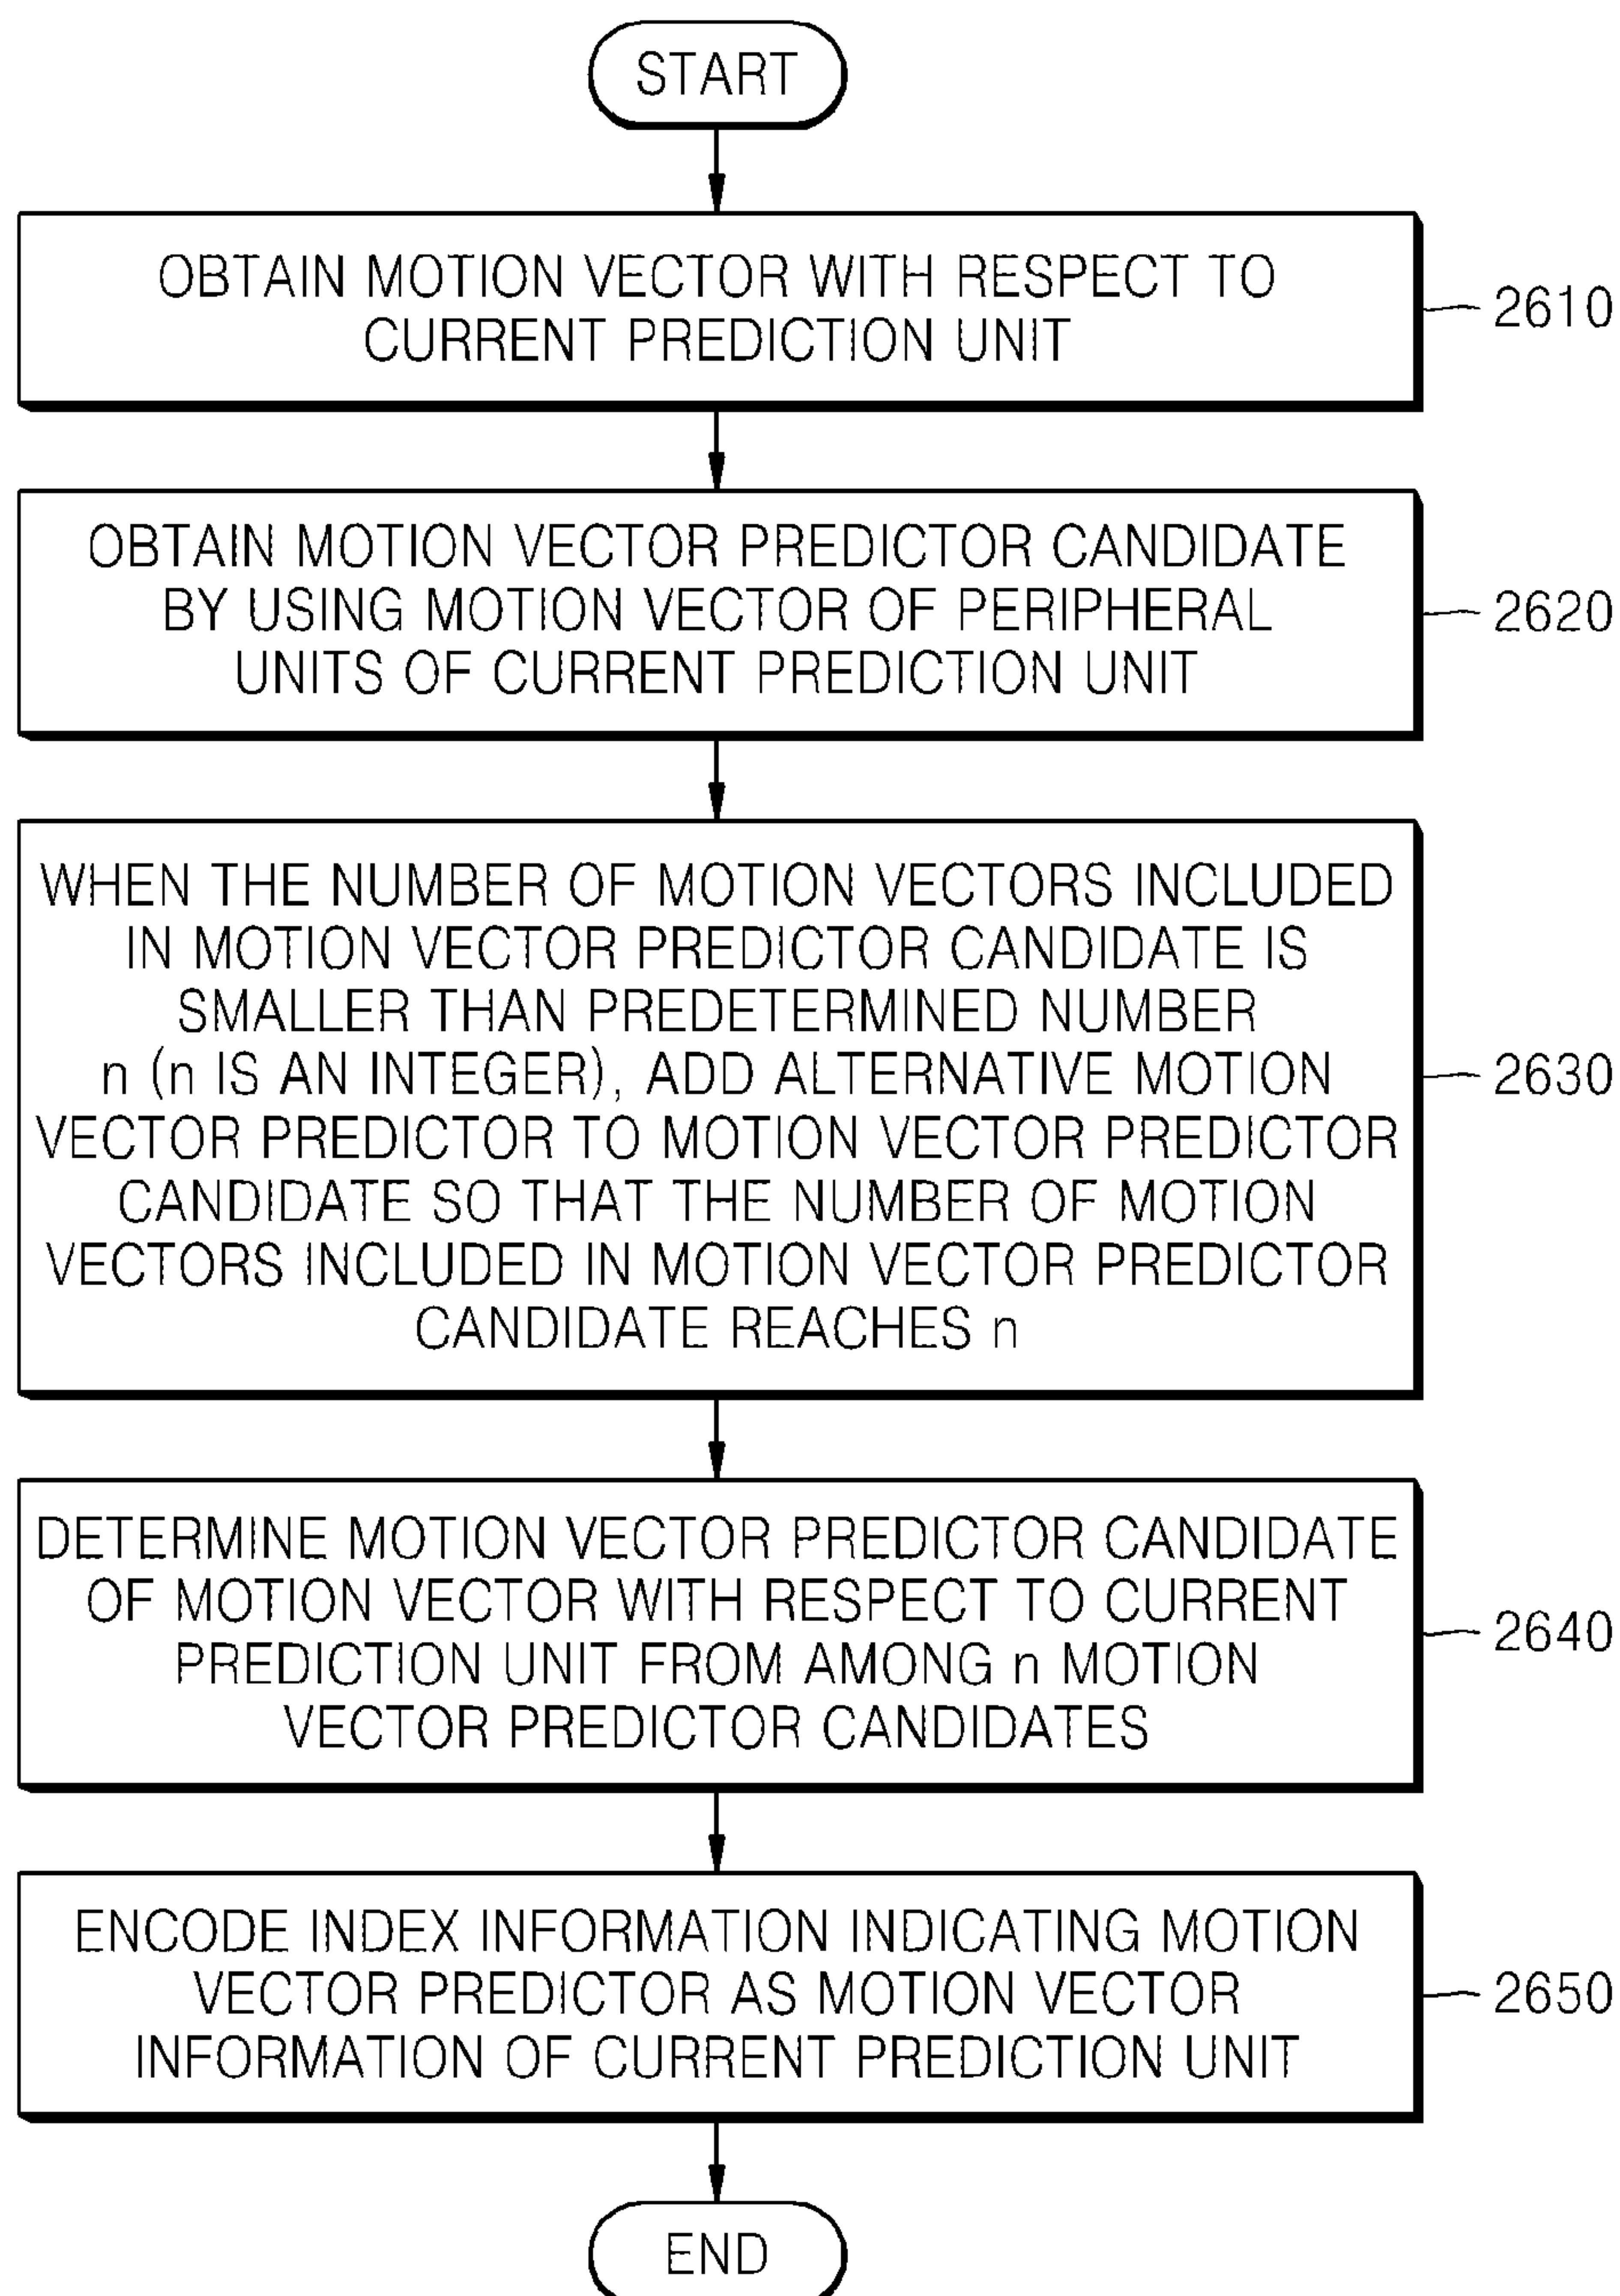 START
OBTAIN MOTION VECTOR WITH RESPECT TO
CURRENT PREDICTION UNIT
2610
OBTAIN MOTION VECTOR PREDICTOR CANDIDATE
BY USING MOTION VECTOR OF PERIPHERAL
UNITS OF CURRENT PREDICTION UNIT
2620
WHEN THE NUMBER OF MOTION VECTORS INCLUDED
IN MOTION VECTOR PREDICTOR CANDIDATE IS
SMALLER THAN PREDETERMINED NUMBER
n (n IS AN INTEGER), ADD ALTERNATIVE MOTION
VECTOR PREDICTOR TO MOTION VECTOR PREDICTOR
CANDIDATE SO THAT THE NUMBER OF MOTION
VECTORS INCLUDED IN MOTION VECTOR PREDICTOR
CANDIDATE REACHES n
2630
DETERMINE MOTION VECTOR PREDICTOR CANDIDATE
OF MOTION VECTOR WITH RESPECT TO CURRENT
PREDICTION UNIT FROM AMONG n MOTION
VECTOR PREDICTOR CANDIDATES
2640
ENCODE INDEX INFORMATION INDICATING MOTION
VECTOR PREDICTOR AS MOTION VECTOR
INFORMATION OF CURRENT PREDICTION UNIT
2650
END